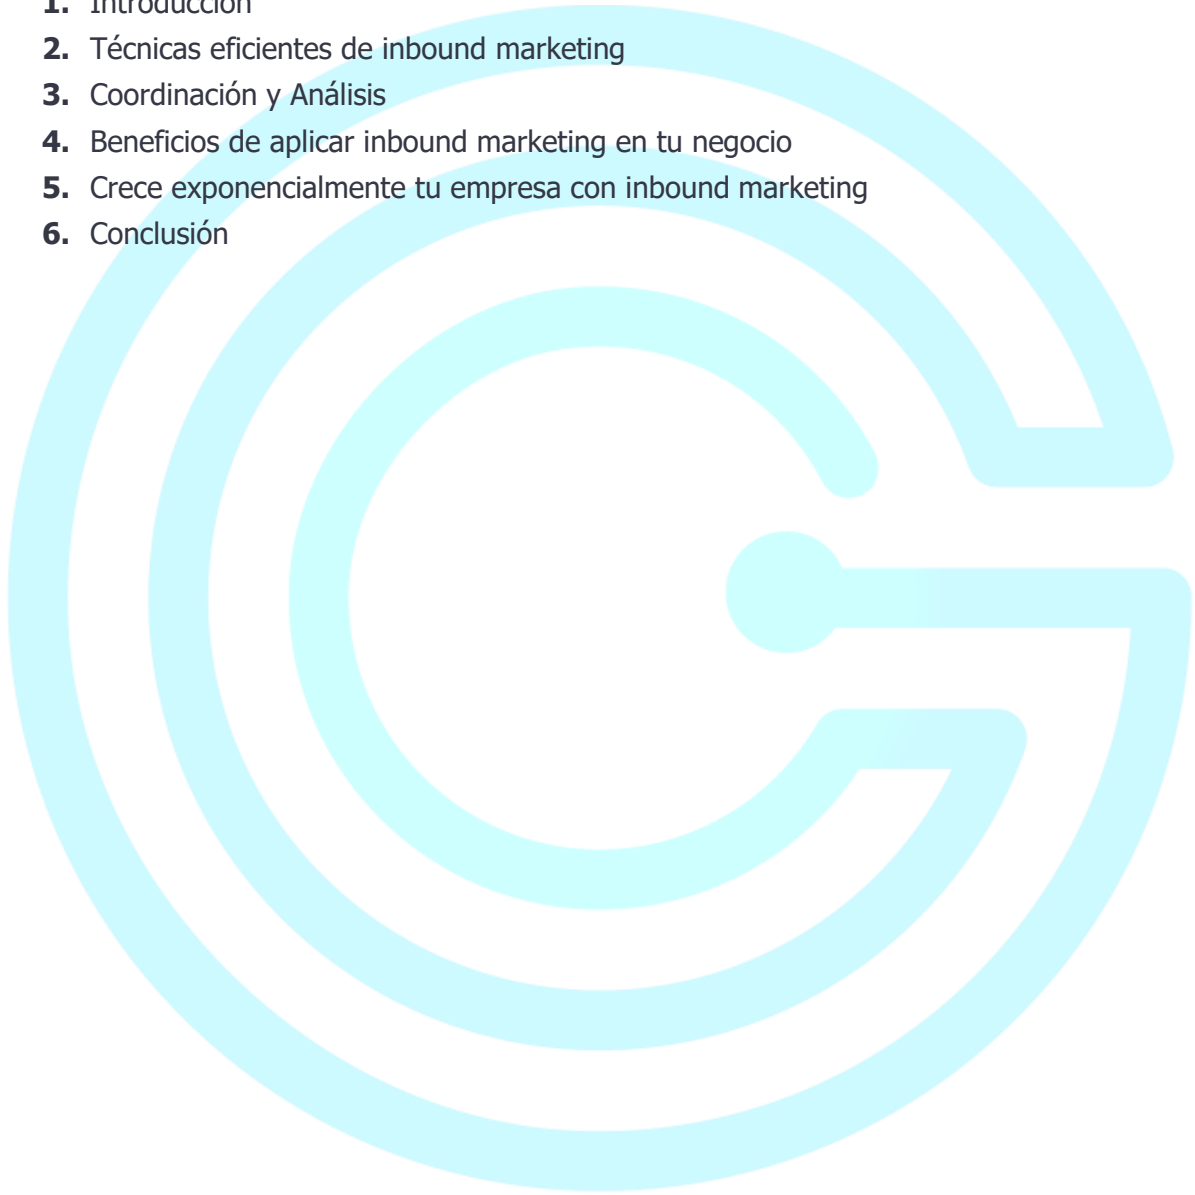 1. Introducción
2. Técnicas eficientes de inbound marketing
3. Coordinación y Análisis
4. Beneficios de aplicar inbound marketing en tu negocio
5. Crece exponencialmente tu empresa con inbound marketing
6. Conclusión